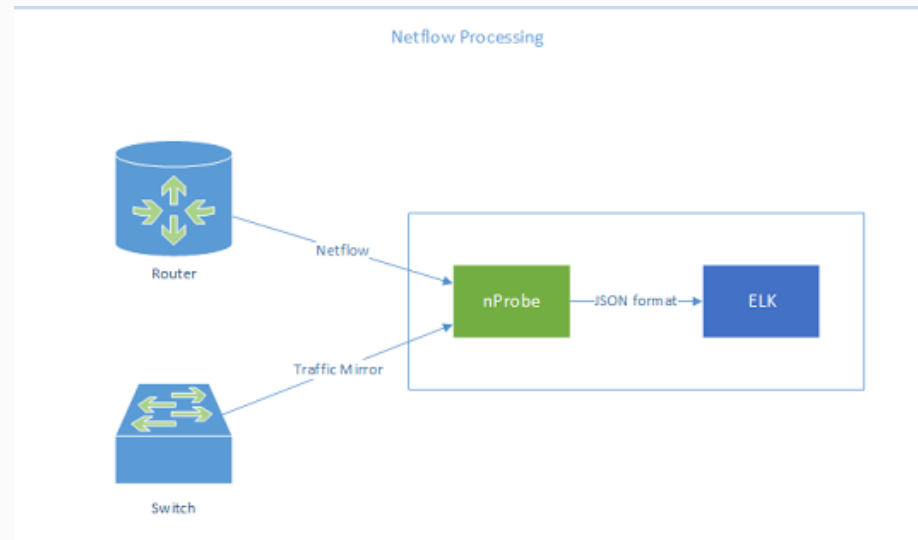 Netflow Processing
Router
Netflow
nProbe
JSON format
ELK
Traffic Mirror
Switch